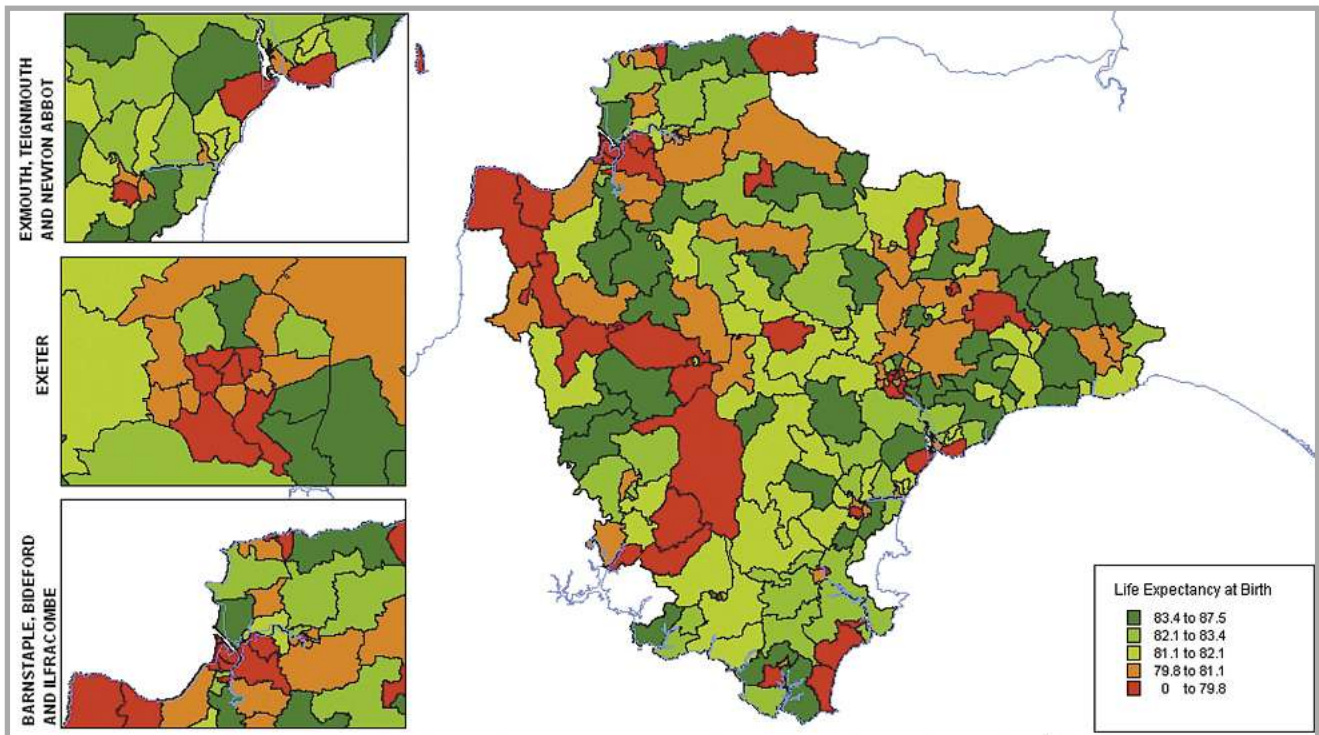 EXMOUTH, TEIGNMOUTH
AND NEWTON ABBOT
EXETER
BARNSTAPLE, BIDEFORD
AND ILFRACOMBE
Life Expectancy at Birth
83.4 to 87.5
82.1 to 83.4
81.1 to 82.1
79.8 to 81.1
0 to 79.8